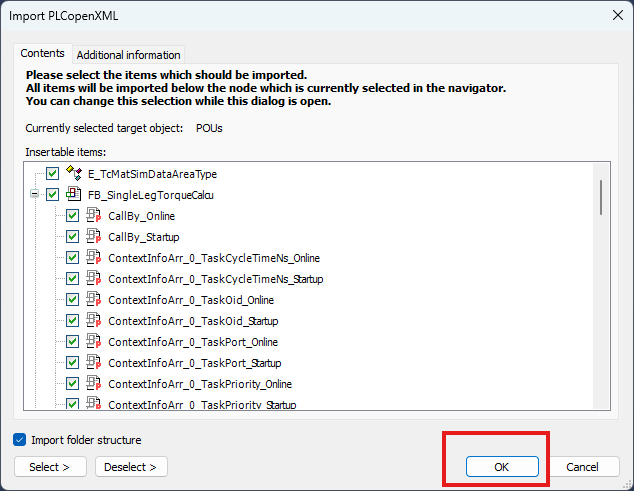 Import PLCopenXML
Contents
Additional information
Please select the items which should be imported.
All items will be imported below the node which is currently selected in the navigator.
You can change this selection while this dialog is open.
Currently selected target object: POUs
Insertable items:
E_TcMatSimDataAreaType
FB_SingleLegTorqueCalcu
CallBy_Online
CallBy_Startup
ContextInfoArr_0_TaskCycleTimeNs_Online
ContextInfoArr_0_TaskCycleTimeNs_Startup
ContextInfoArr_0_TaskOid_Online
ContextInfoArr_0_TaskOid_Startup
ContextInfoArr_0_TaskPort_Online
ContextInfoArr_0_TaskPort_Startup
ContextInfoArr_0_TaskPriority_Online
ContextInfoArr_0_TaskPriority_Startup
Import folder structure
Select >
Deselect >
OK
Cancel